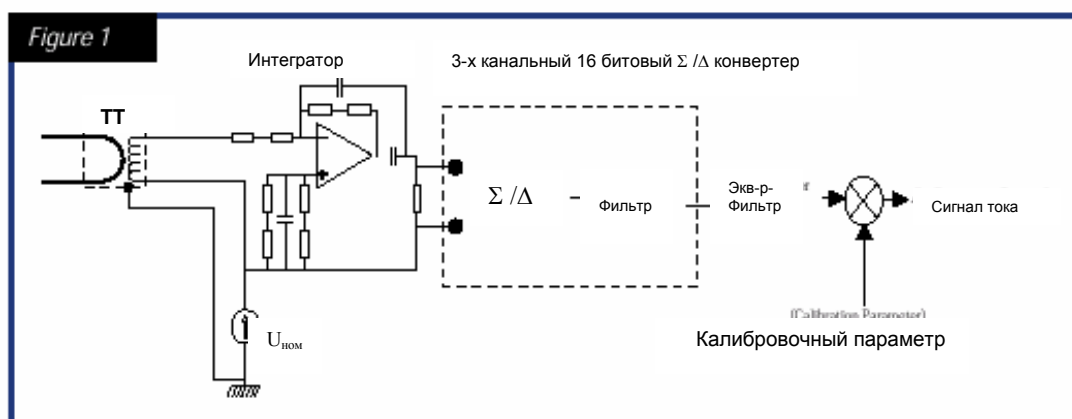 Figure 1
Интегратор
3-х канальный 16 битовый Σ /Δ конвертер
ТТ
Σ /Δ
Фильтр
Экв-р-
Фильтр
Сигнал тока
Uном
(Calibration Parameter)
Калибровочный параметр